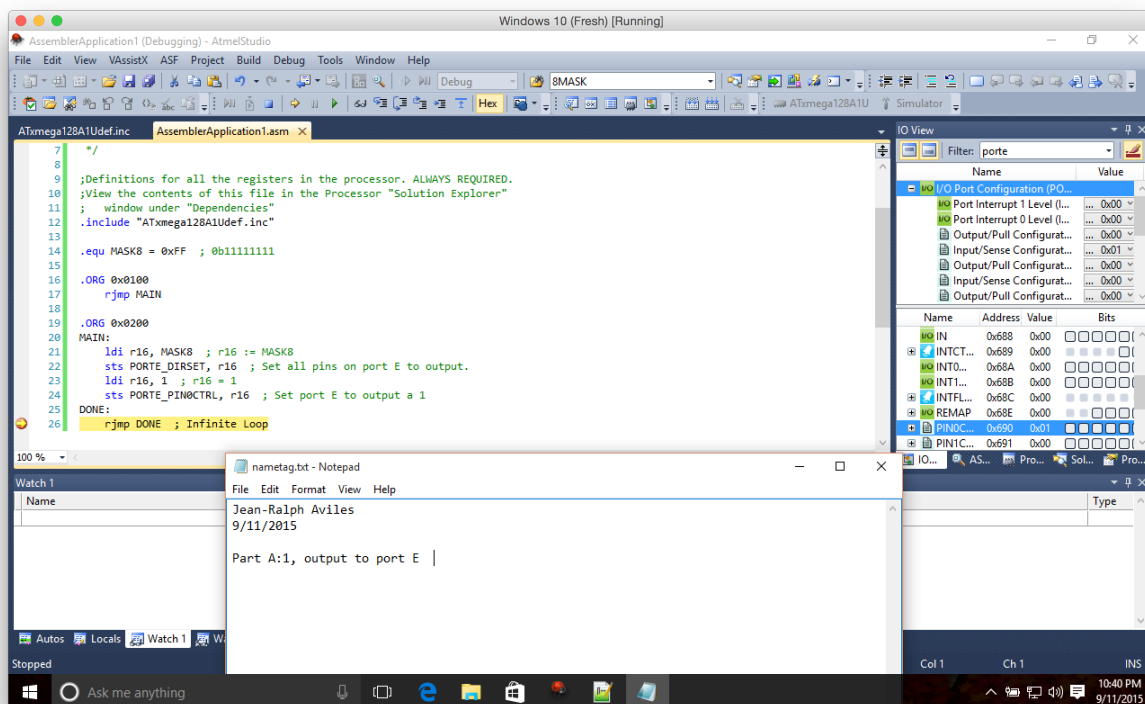 Windows 10 (Fresh) [Running]
AssemblerApplication1 (Debugging) - AtmelStudio
File Edit View VAssistX ASF Project Build Debug Tools Window Help
Debug 8MASK
Hex ATxmega128A1U Simulator
ATxmega128A1Udef.inc AssemblerApplication1.asm
7 */
8
9 ;Definitions for all the registers in the processor. ALWAYS REQUIRED.
10 ;View the contents of this file in the Processor "Solution Explorer"
11 ; window under "Dependencies"
12 .include "ATxmega128A1Udef.inc"
13
14 .equ MASK8 = 0xFF ; 0b11111111
15
16 .ORG 0x0100
17 rjmp MAIN
18
19 .ORG 0x0200
20 MAIN:
21 ldi r16, MASK8 ; r16 := MASK8
22 sts PORTE_DIRSET, r16 ; Set all pins on port E to output.
23 ldi r16, 1 ; r16 = 1
24 sts PORTE_PIN0CTRL, r16 ; Set port E to output a 1
25 DONE:
26 rjmp DONE ; Infinite Loop
100 %
IO View
Filter: porte
Name Value
I/O Port Configuration (PO...
I/O Port Interrupt 1 Level (I... ... 0x00
I/O Port Interrupt 0 Level (I... ... 0x00
Output/Pull Configurat... ... 0x00
Input/Sense Configurat... ... 0x01
Output/Pull Configurat... ... 0x00
Input/Sense Configurat... ... 0x00
Output/Pull Configurat... ... 0x00
Name Address Value Bits
I/O IN 0x688 0x00
INTCT... 0x689 0x00
I/O INT0... 0x68A 0x00
I/O INT1... 0x68B 0x00
INTFL... 0x68C 0x00
I/O REMAP 0x68E 0x00
PIN0C... 0x690 0x01
PIN1C... 0x691 0x00
IO... AS... Pro... Sol... Pro...
Watch 1
Name Type
nametag.txt - Notepad
File Edit Format View Help
Jean-Ralph Aviles
9/11/2015
Part A:1, output to port E
Autos Locals Watch 1 Wa
Stopped Col 1 Ch 1 INS
Ask me anything
10:40 PM
9/11/2015